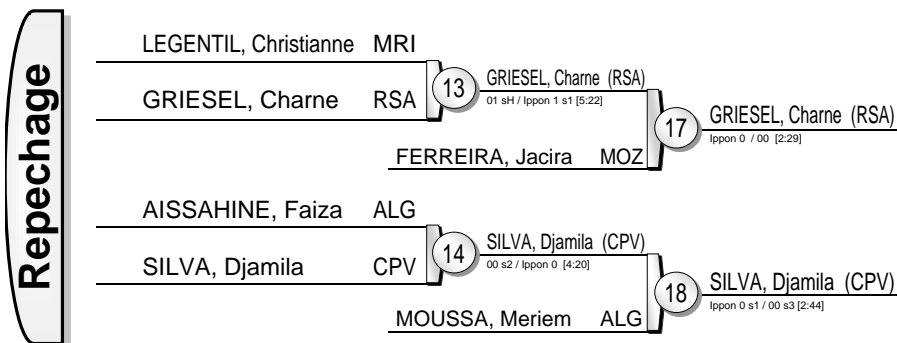 Repechage
LEGENTIL, Christianne MRI
GRIESEL, Charne RSA
13
GRIESEL, Charne (RSA)
01 sH / Ippon 1 s1 [5:22]
FERREIRA, Jacira MOZ
17
GRIESEL, Charne (RSA)
Ippon 0 / 00 [2:29]
AISSAHINE, Faiza ALG
SILVA, Djamila CPV
14
SILVA, Djamila (CPV)
00 s2 / Ippon 0 [4:20]
MOUSSA, Meriem ALG
18
SILVA, Djamila (CPV)
Ippon 0 s1 / 00 s3 [2:44]